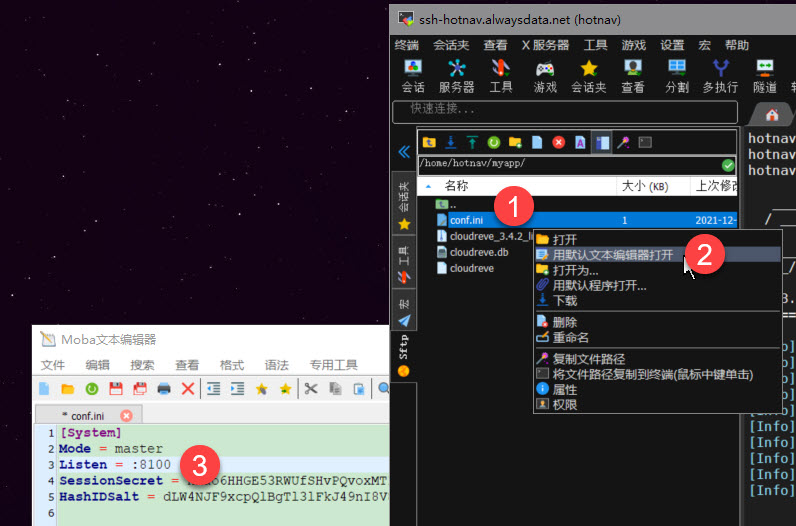 ssh-hotnav.alwaysdata.net (hotnav)
终端 会话夹 查看 X 服务器 工具 游戏 设置 宏 帮助
会话 服务器 工具 游戏 会话夹 查看 分割 多执行 隧道
快速连接...
/home/hotnav/myapp/
名称 大小 (KB) 上次修改
..
conf.ini 1 2021-12-
cloudreve_3.4.2_li
cloudreve.db
cloudreve
会话夹
工具
宏
Sftp
1
打开
用默认文本编辑器打开
2
打开为...
用默认程序打开...
下载
删除
重命名
复制文件路径
将文件路径复制到终端(鼠标中键单击)
属性
权限
hotnav
hotnav
hotnav
[Info]
[Info]
[Info]
[Info]
[Info]
Moba文本编辑器
文件 编辑 搜索 查看 格式 语法 专用工具
* conf.ini
1 [System]
2 Mode = master
3 Listen = :8100
3
4 SessionSecret =
5 HashIDSalt = dLW4NJF9xcpQlBgTl3lFkJ49nI8V
6